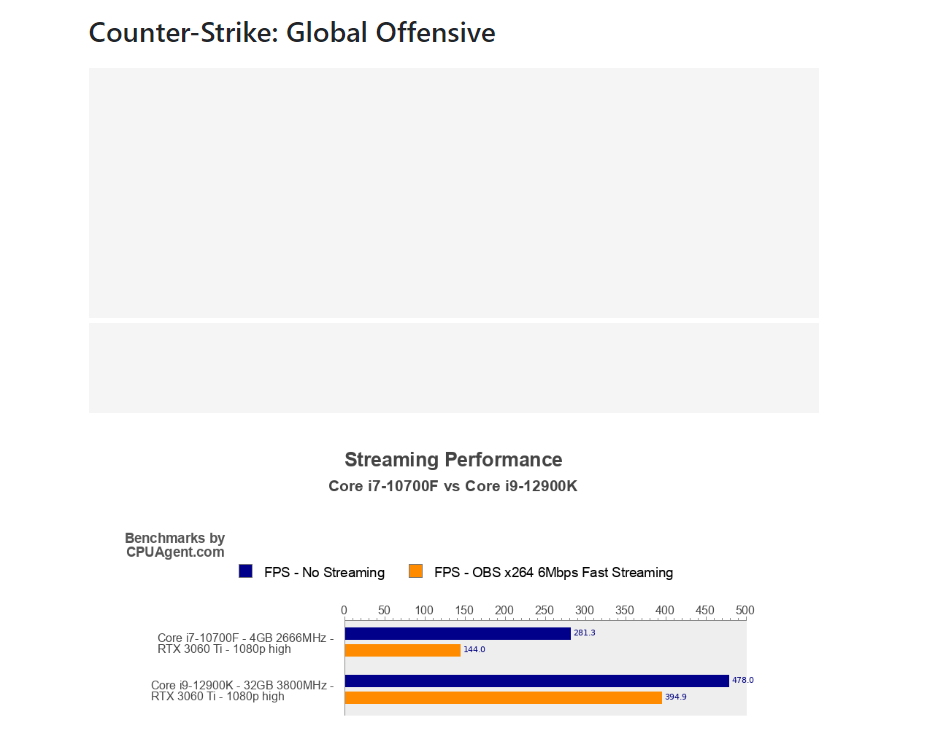 Counter-Strike: Global Offensive
Streaming Performance
Core i7-10700F vs Core i9-12900K
Benchmarks by
CPUAgent.com
FPS - No Streaming FPS - OBS x264 6Mbps Fast Streaming
0 50 100 150 200 250 300 350 400 450 500
Core i7-10700F - 4GB 2666MHz - 281.3
RTX 3060 Ti - 1080p high 144.0
Core i9-12900K - 32GB 3800MHz - 478.0
RTX 3060 Ti - 1080p high 394.9